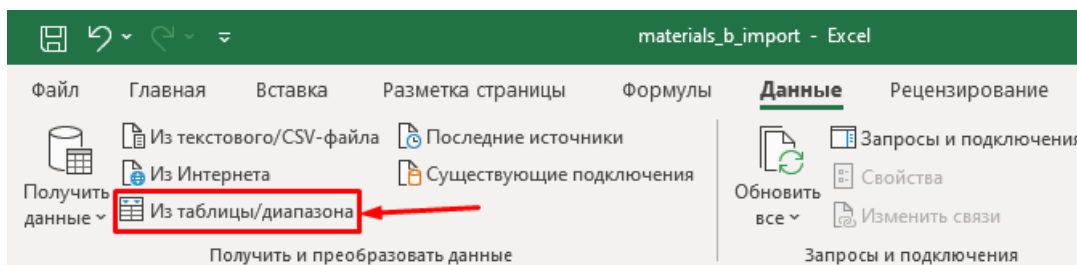 materials_b_import - Excel
Файл Главная Вставка Разметка страницы Формулы Данные Рецензирование
Получить данные
Из текстового/CSV-файла
Из Интернета
Из таблицы/диапазона
Последние источники
Существующие подключения
Получить и преобразовать данные
Обновить все
Запросы и подключения
Свойства
Изменить связи
Запросы и подключения